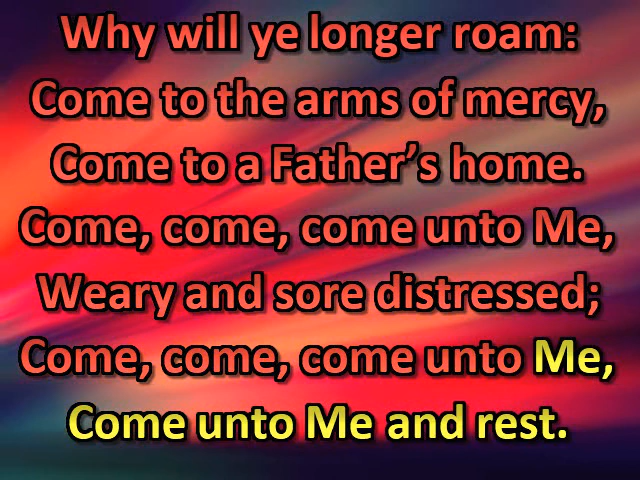 Why will ye longer roam:
Come to the arms of mercy,
Come to a Father’s home.
Come, come, come unto Me,
Weary and sore distressed;
Come, come, come unto Me,
Come unto Me and rest.